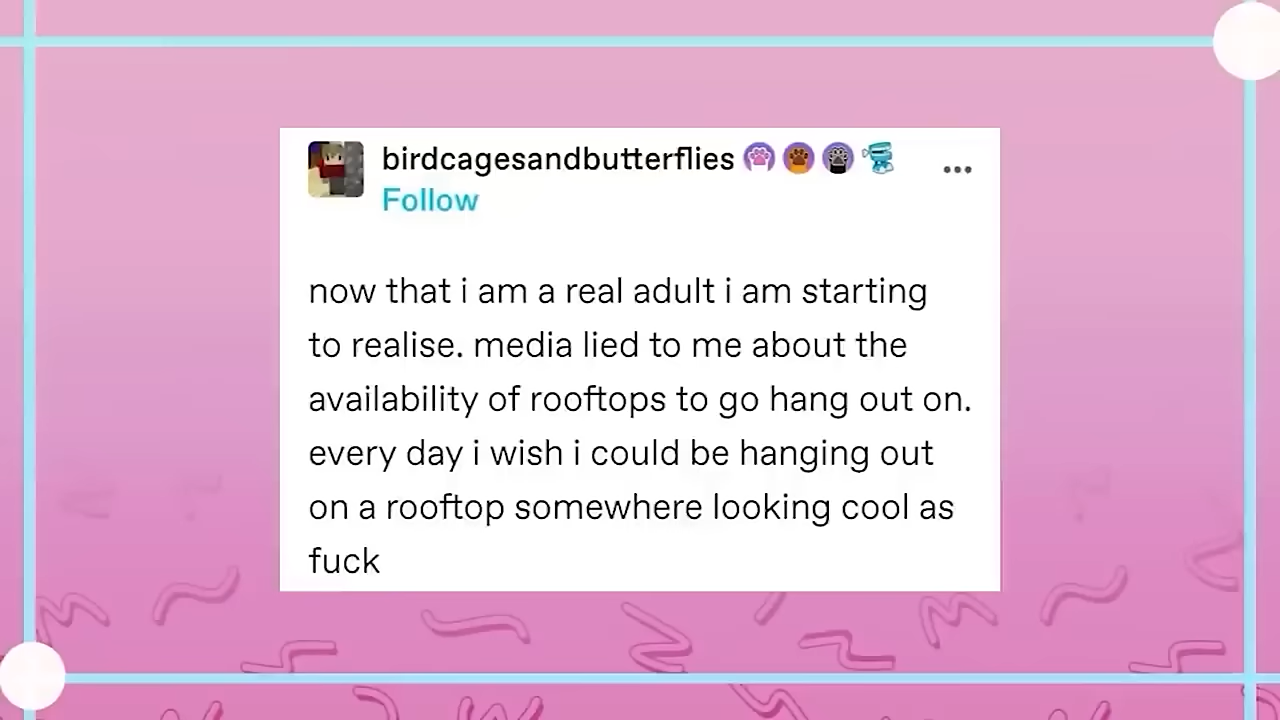 birdcagesandbutterflies
Follow
now that i am a real adult i am starting
to realise. media lied to me about the
availability of rooftops to go hang out on.
every day i wish i could be hanging out
on a rooftop somewhere looking cool as
fuck